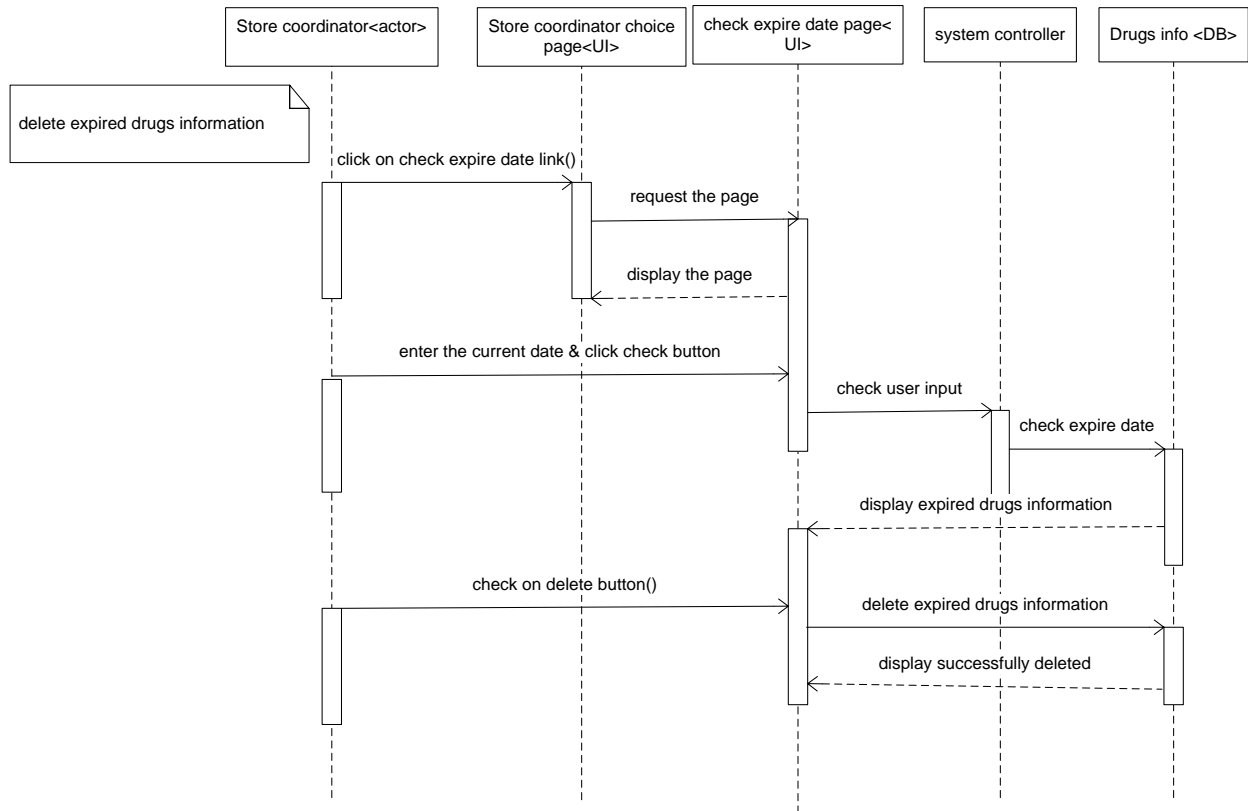 Store coordinator<actor>
Store coordinator choice
page<UI>
check expire date page<
UI>
system controller
Drugs info <DB>
delete expired drugs information
click on check expire date link()
request the page
display the page
enter the current date & click check button
check user input
check expire date
display expired drugs information
check on delete button()
delete expired drugs information
display successfully deleted